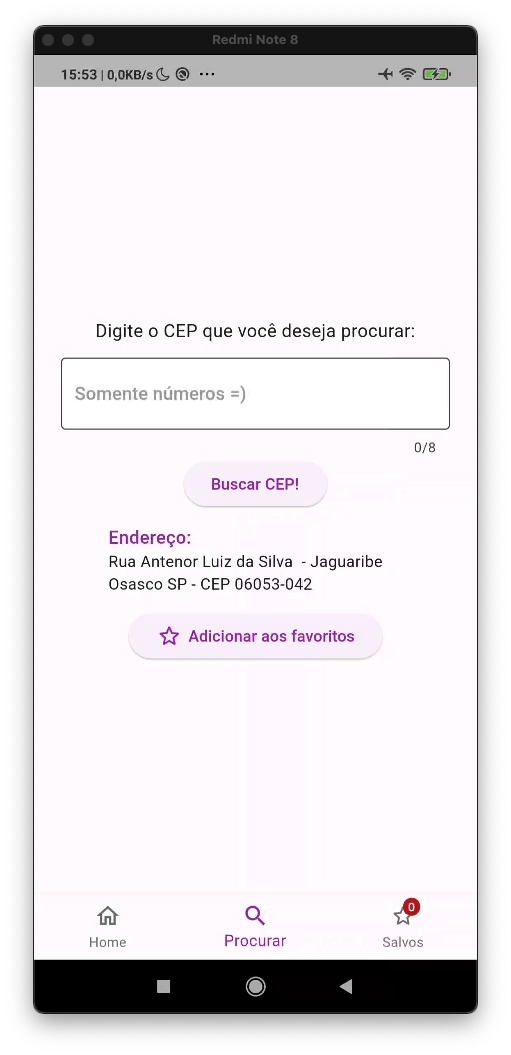 Redmi Note 8
15:53 | 0,0KB/s ...
Digite o CEP que você deseja procurar:
Somente números =)
0/8
Buscar CEP!
Endereço:
Rua Antenor Luiz da Silva  - Jaguaribe
Osasco SP - CEP 06053-042
Adicionar aos favoritos
0
Home Procurar Salvos